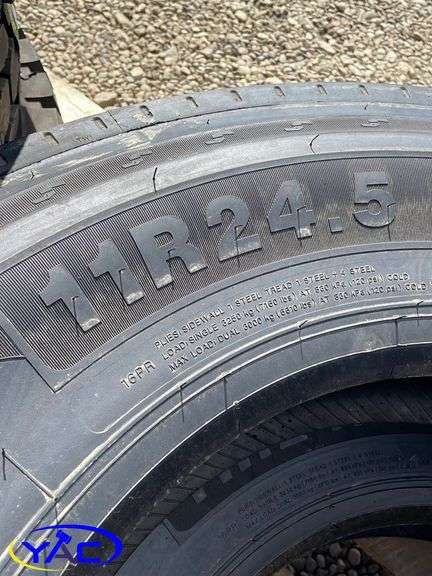 11R24.5
PLIES SIDEWALL 1 STEEL TREAD 1 STEEL + 4 STEEL
LOAD: SINGLE 3250 kg (7160 lbs) AT 830 kPa (120 psi) COLD
MAX LOAD: DUAL 3000 kg (6610 lbs) AT 830 kPa (120 psi) COLD
16PR
YAC